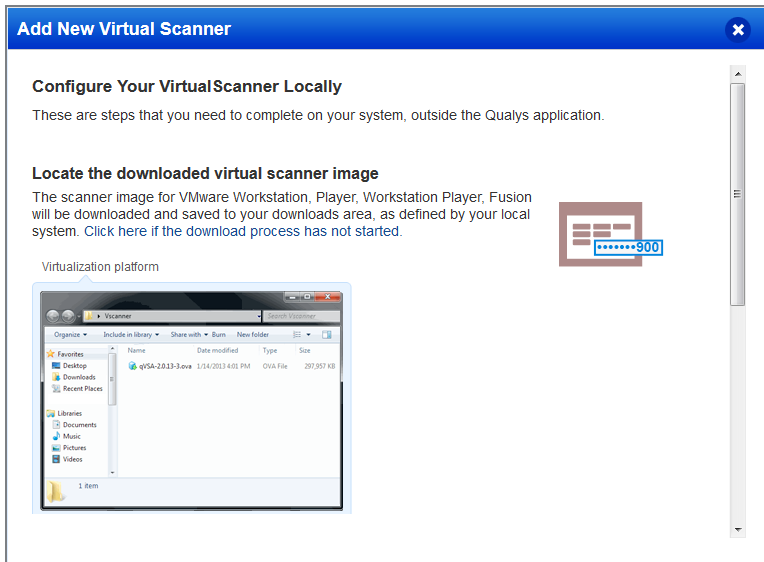 Add New Virtual Scanner
Configure Your VirtualScanner Locally
These are steps that you need to complete on your system, outside the Qualys application.
Locate the downloaded virtual scanner image
The scanner image for VMware Workstation, Player, Workstation Player, Fusion
will be downloaded and saved to your downloads area, as defined by your local
system. Click here if the download process has not started.
•••••••900
Virtualization platform
Vscanner
Search Vscanner
Organize Include in library Share with Burn New folder
Name Date modified Type Size
qVSA-2.0.13-3.ova 1/14/2013 4:01 PM OVA File 297,957 KB
Favorites
Desktop
Downloads
Recent Places
Libraries
Documents
Music
Pictures
Videos
1 item